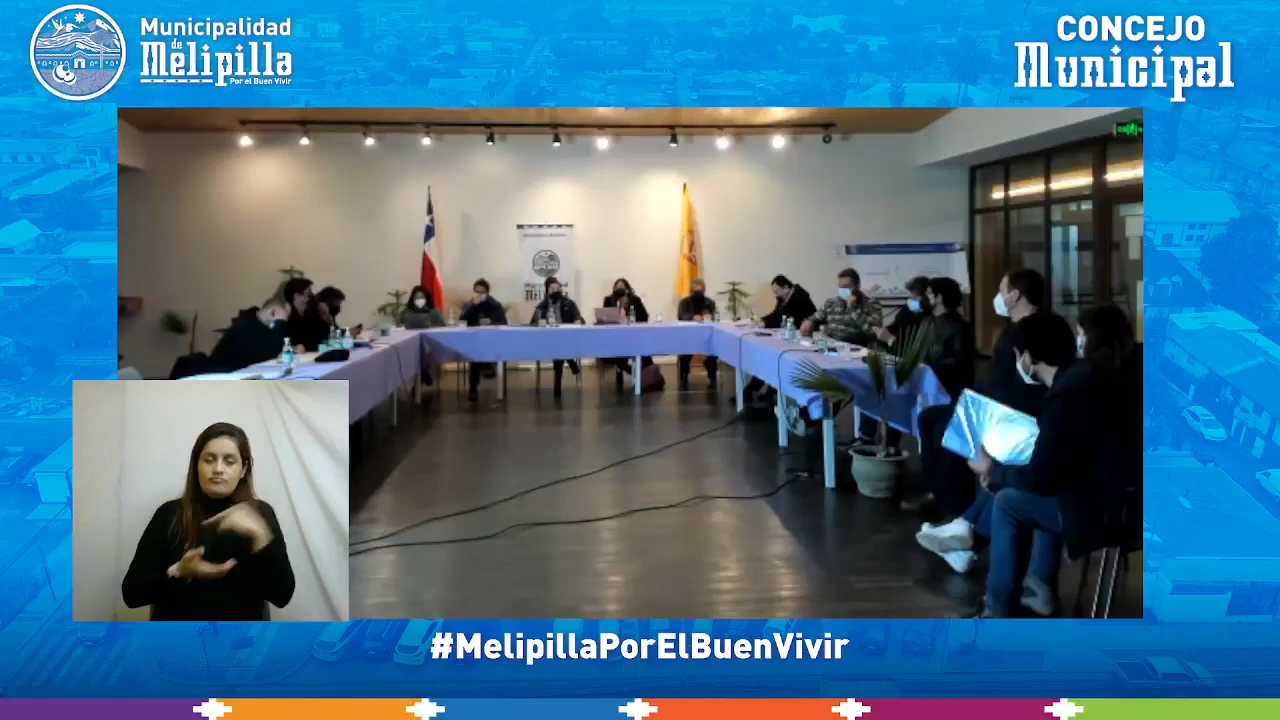 Municipalidad
de
Melipilla
Por el Buen Vivir
CONCEJO
Municipal
#MelipillaPorElBuenVivir